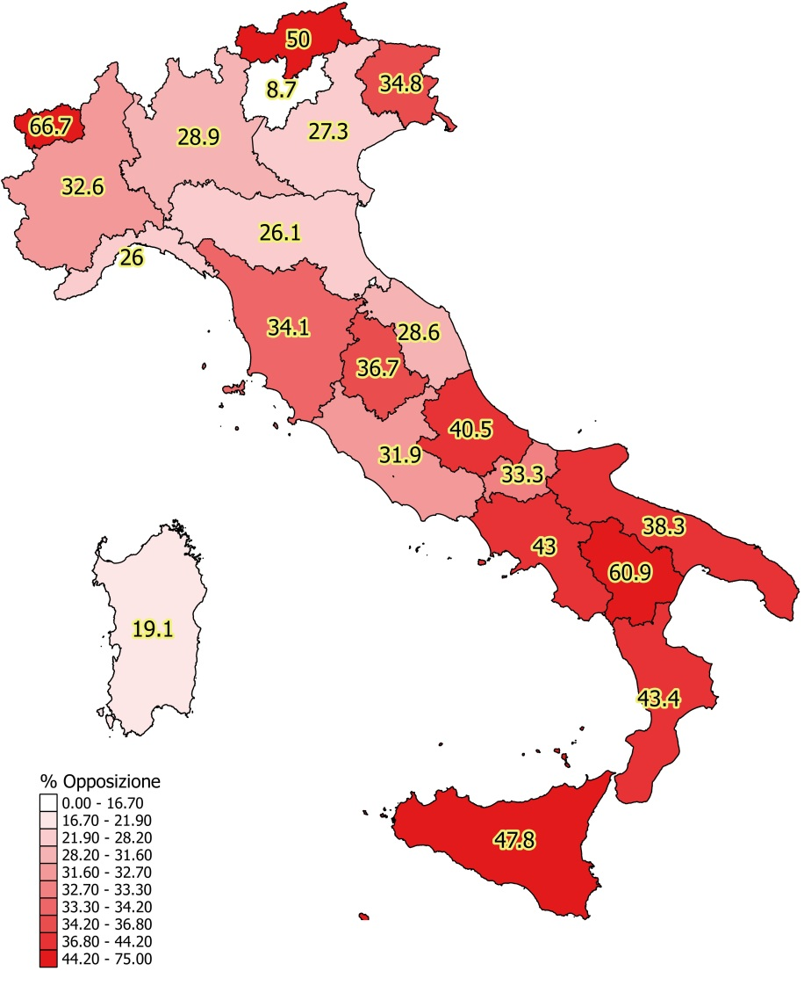 50
8.7
34.8
66.7
28.9
27.3
32.6
26.1
26
34.1
28.6
36.7
40.5
31.9
33.3
38.3
43
60.9
19.1
43.4
47.8
% Opposizione
0.00 - 16.70
16.70 - 21.90
21.90 - 28.20
28.20 - 31.60
31.60 - 32.70
32.70 - 33.30
33.30 - 34.20
34.20 - 36.80
36.80 - 44.20
44.20 - 75.00